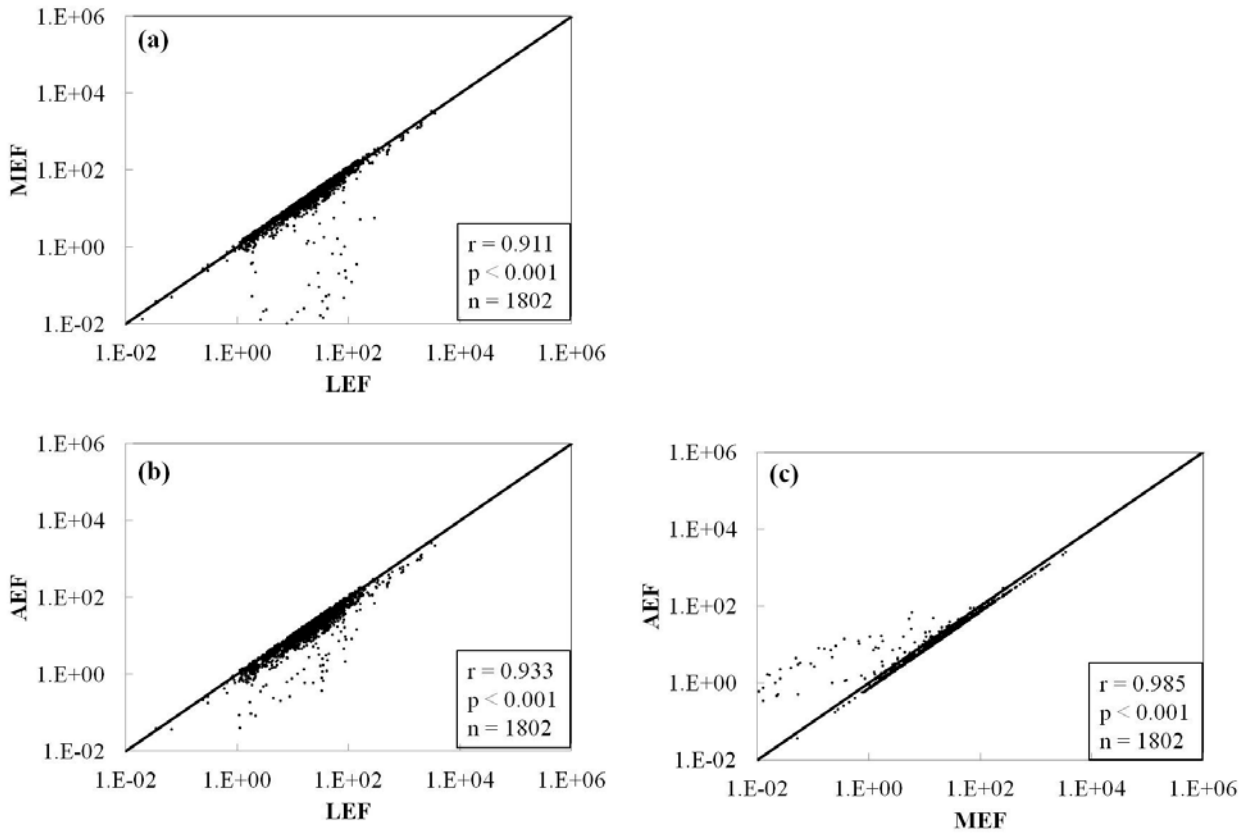 (a)
1.E+06
1.E+04
1.E+02
1.E+00
1.E-02
MEF
r = 0.911
p < 0.001
n = 1802
1.E-02 1.E+00 1.E+02 1.E+04 1.E+06
LEF
(b)
1.E+06
1.E+04
1.E+02
1.E+00
1.E-02
AEF
r = 0.933
p < 0.001
n = 1802
1.E-02 1.E+00 1.E+02 1.E+04 1.E+06
LEF
(c)
1.E+06
1.E+04
1.E+02
1.E+00
1.E-02
AEF
r = 0.985
p < 0.001
n = 1802
1.E-02 1.E+00 1.E+02 1.E+04 1.E+06
MEF